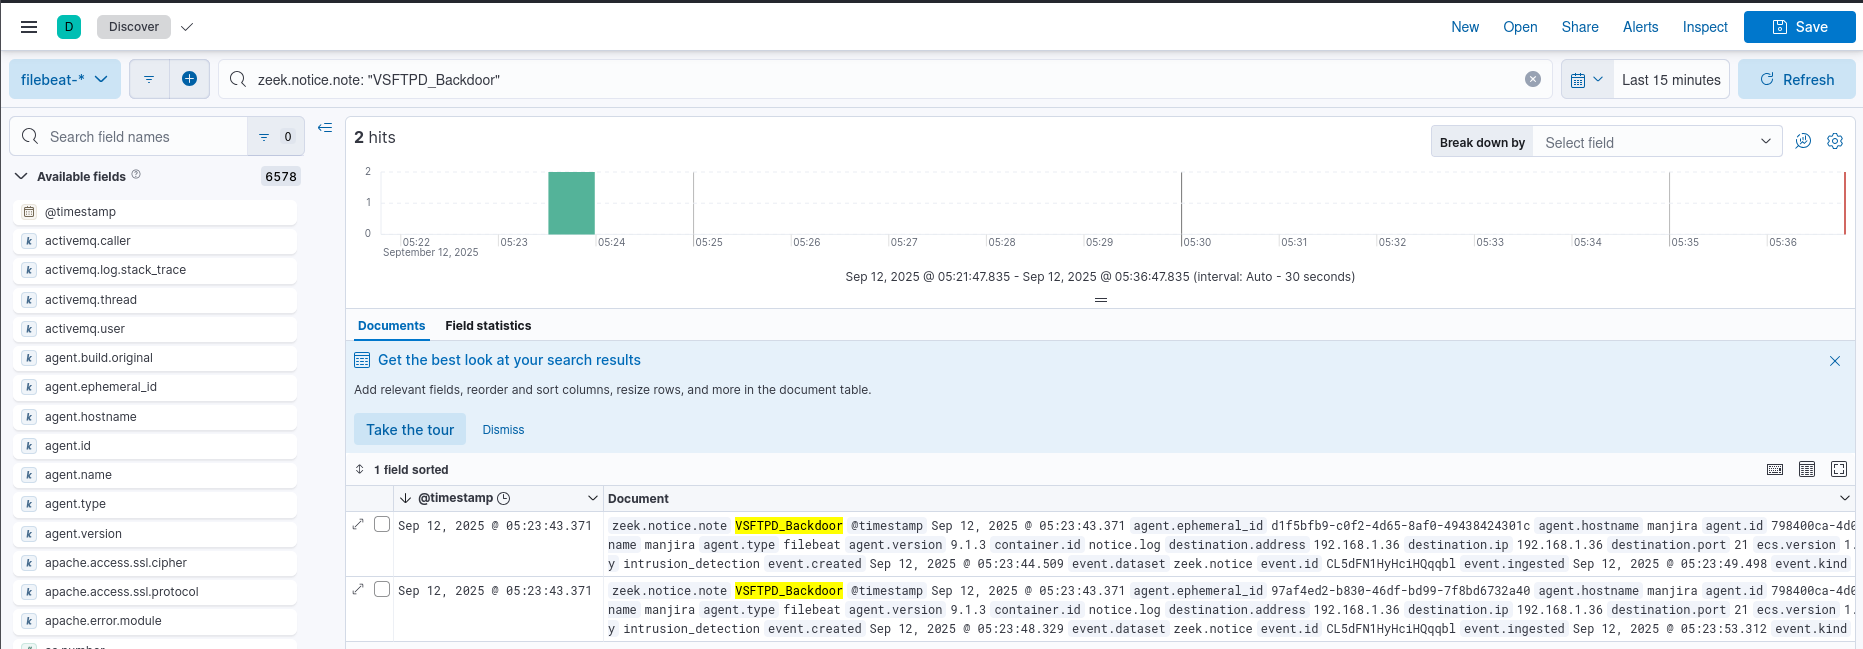 D Discover New Open Share Alerts Inspect Save
filebeat-* zeek.notice.note: "VSFTPD_Backdoor" Last 15 minutes Refresh
Search field names 0
Available fields 6578
@timestamp
activemq.caller
activemq.log.stack_trace
activemq.thread
activemq.user
agent.build.original
agent.ephemeral_id
agent.hostname
agent.id
agent.name
agent.type
agent.version
apache.access.ssl.cipher
apache.access.ssl.protocol
apache.error.module
2 hits
Break down by Select field
2
1
0
05:22 05:23 05:24 05:25 05:26 05:27 05:28 05:29 05:30 05:31 05:32 05:33 05:34 05:35 05:36
September 12, 2025
Sep 12, 2025 @ 05:21:47.835 - Sep 12, 2025 @ 05:36:47.835 (interval: Auto - 30 seconds)
Documents Field statistics
Get the best look at your search results
Add relevant fields, reorder and sort columns, resize rows, and more in the document table.
Take the tour Dismiss
1 field sorted
@timestamp Document
Sep 12, 2025 @ 05:23:43.371 zeek.notice.note VSFTPD_Backdoor @timestamp Sep 12, 2025 @ 05:23:43.371 agent.ephemeral_id d1f5bfb9-c0f2-4d65-8af0-49438424301c agent.hostname manjira agent.id 798400ca-4d0
name manjira agent.type filebeat agent.version 9.1.3 container.id notice.log destination.address 192.168.1.36 destination.ip 192.168.1.36 destination.port 21 ecs.version 1.
y intrusion_detection event.created Sep 12, 2025 @ 05:23:44.509 event.dataset zeek.notice event.id CL5dFN1HyHciHQqqbl event.ingested Sep 12, 2025 @ 05:23:49.498 event.kind
Sep 12, 2025 @ 05:23:43.371 zeek.notice.note VSFTPD_Backdoor @timestamp Sep 12, 2025 @ 05:23:43.371 agent.ephemeral_id 97af4ed2-b830-46df-bd99-7f8bd6732a40 agent.hostname manjira agent.id 798400ca-4d0
name manjira agent.type filebeat agent.version 9.1.3 container.id notice.log destination.address 192.168.1.36 destination.ip 192.168.1.36 destination.port 21 ecs.version 1.
y intrusion_detection event.created Sep 12, 2025 @ 05:23:48.329 event.dataset zeek.notice event.id CL5dFN1HyHciHQqqbl event.ingested Sep 12, 2025 @ 05:23:53.312 event.kind